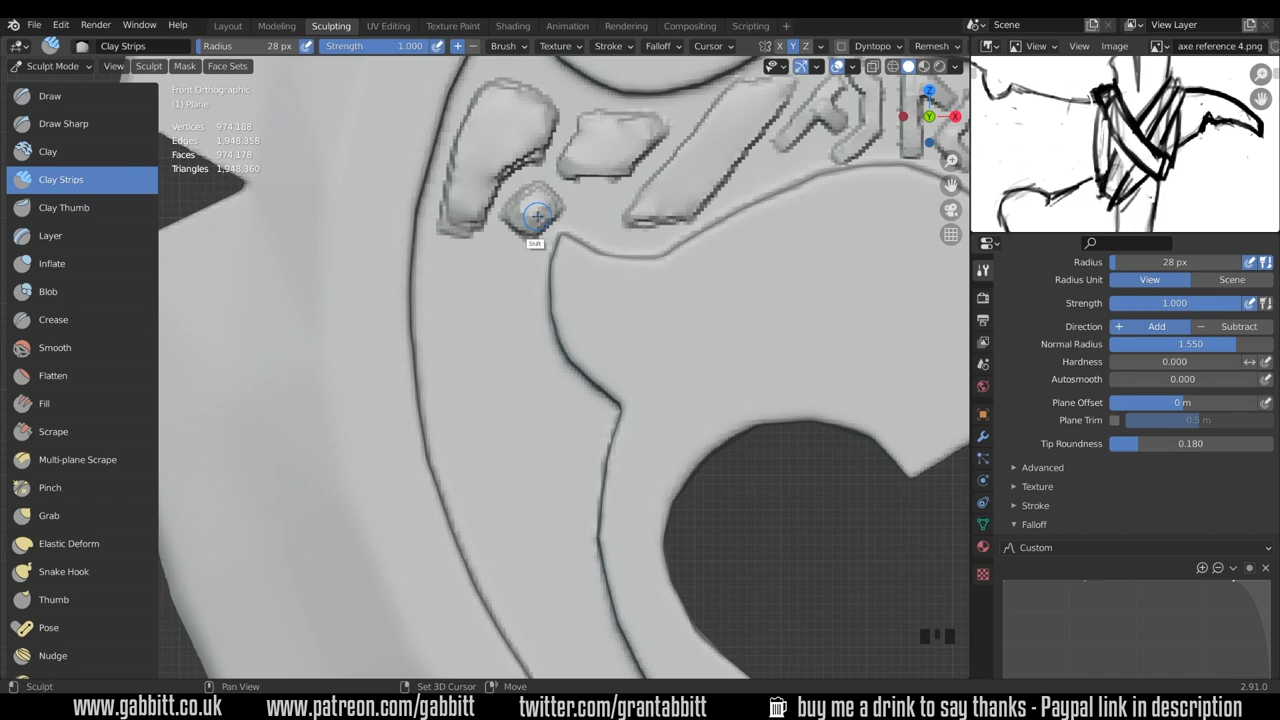 File Edit Render Window Help Layout Modeling Sculpting UV Editing Texture Paint Shading Animation Rendering Compositing Scripting + Scene View Layer
Clay Strips Radius 28 px Strength 1.000 + − Brush Texture Stroke Falloff Cursor X Y Z Dyntopo Remesh View View Image axe reference 4.png
Sculpt Mode View Sculpt Mask Face Sets
Draw
Draw Sharp
Clay
Clay Strips
Clay Thumb
Layer
Inflate
Blob
Crease
Smooth
Flatten
Fill
Scrape
Multi-plane Scrape
Pinch
Grab
Elastic Deform
Snake Hook
Thumb
Pose
Nudge
Front Orthographic
(1) Plane
Vertices 974,188
Edges 1,948,358
Faces 974,178
Triangles 1,948,360
Shift
Z
Y
X
Radius 28 px
Radius Unit View Scene
Strength 1.000
Direction + Add − Subtract
Normal Radius 1.550
Hardness 0.000
Autosmooth 0.000
Plane Offset 0 m
Plane Trim 0.5 m
Tip Roundness 0.180
Advanced
Texture
Stroke
Falloff
Custom
Sculpt Pan View Set 3D Cursor Move 2.91.0
www.gabbitt.co.uk www.patreon.com/gabbitt twitter.com/grantabbitt buy me a drink to say thanks - Paypal link in description